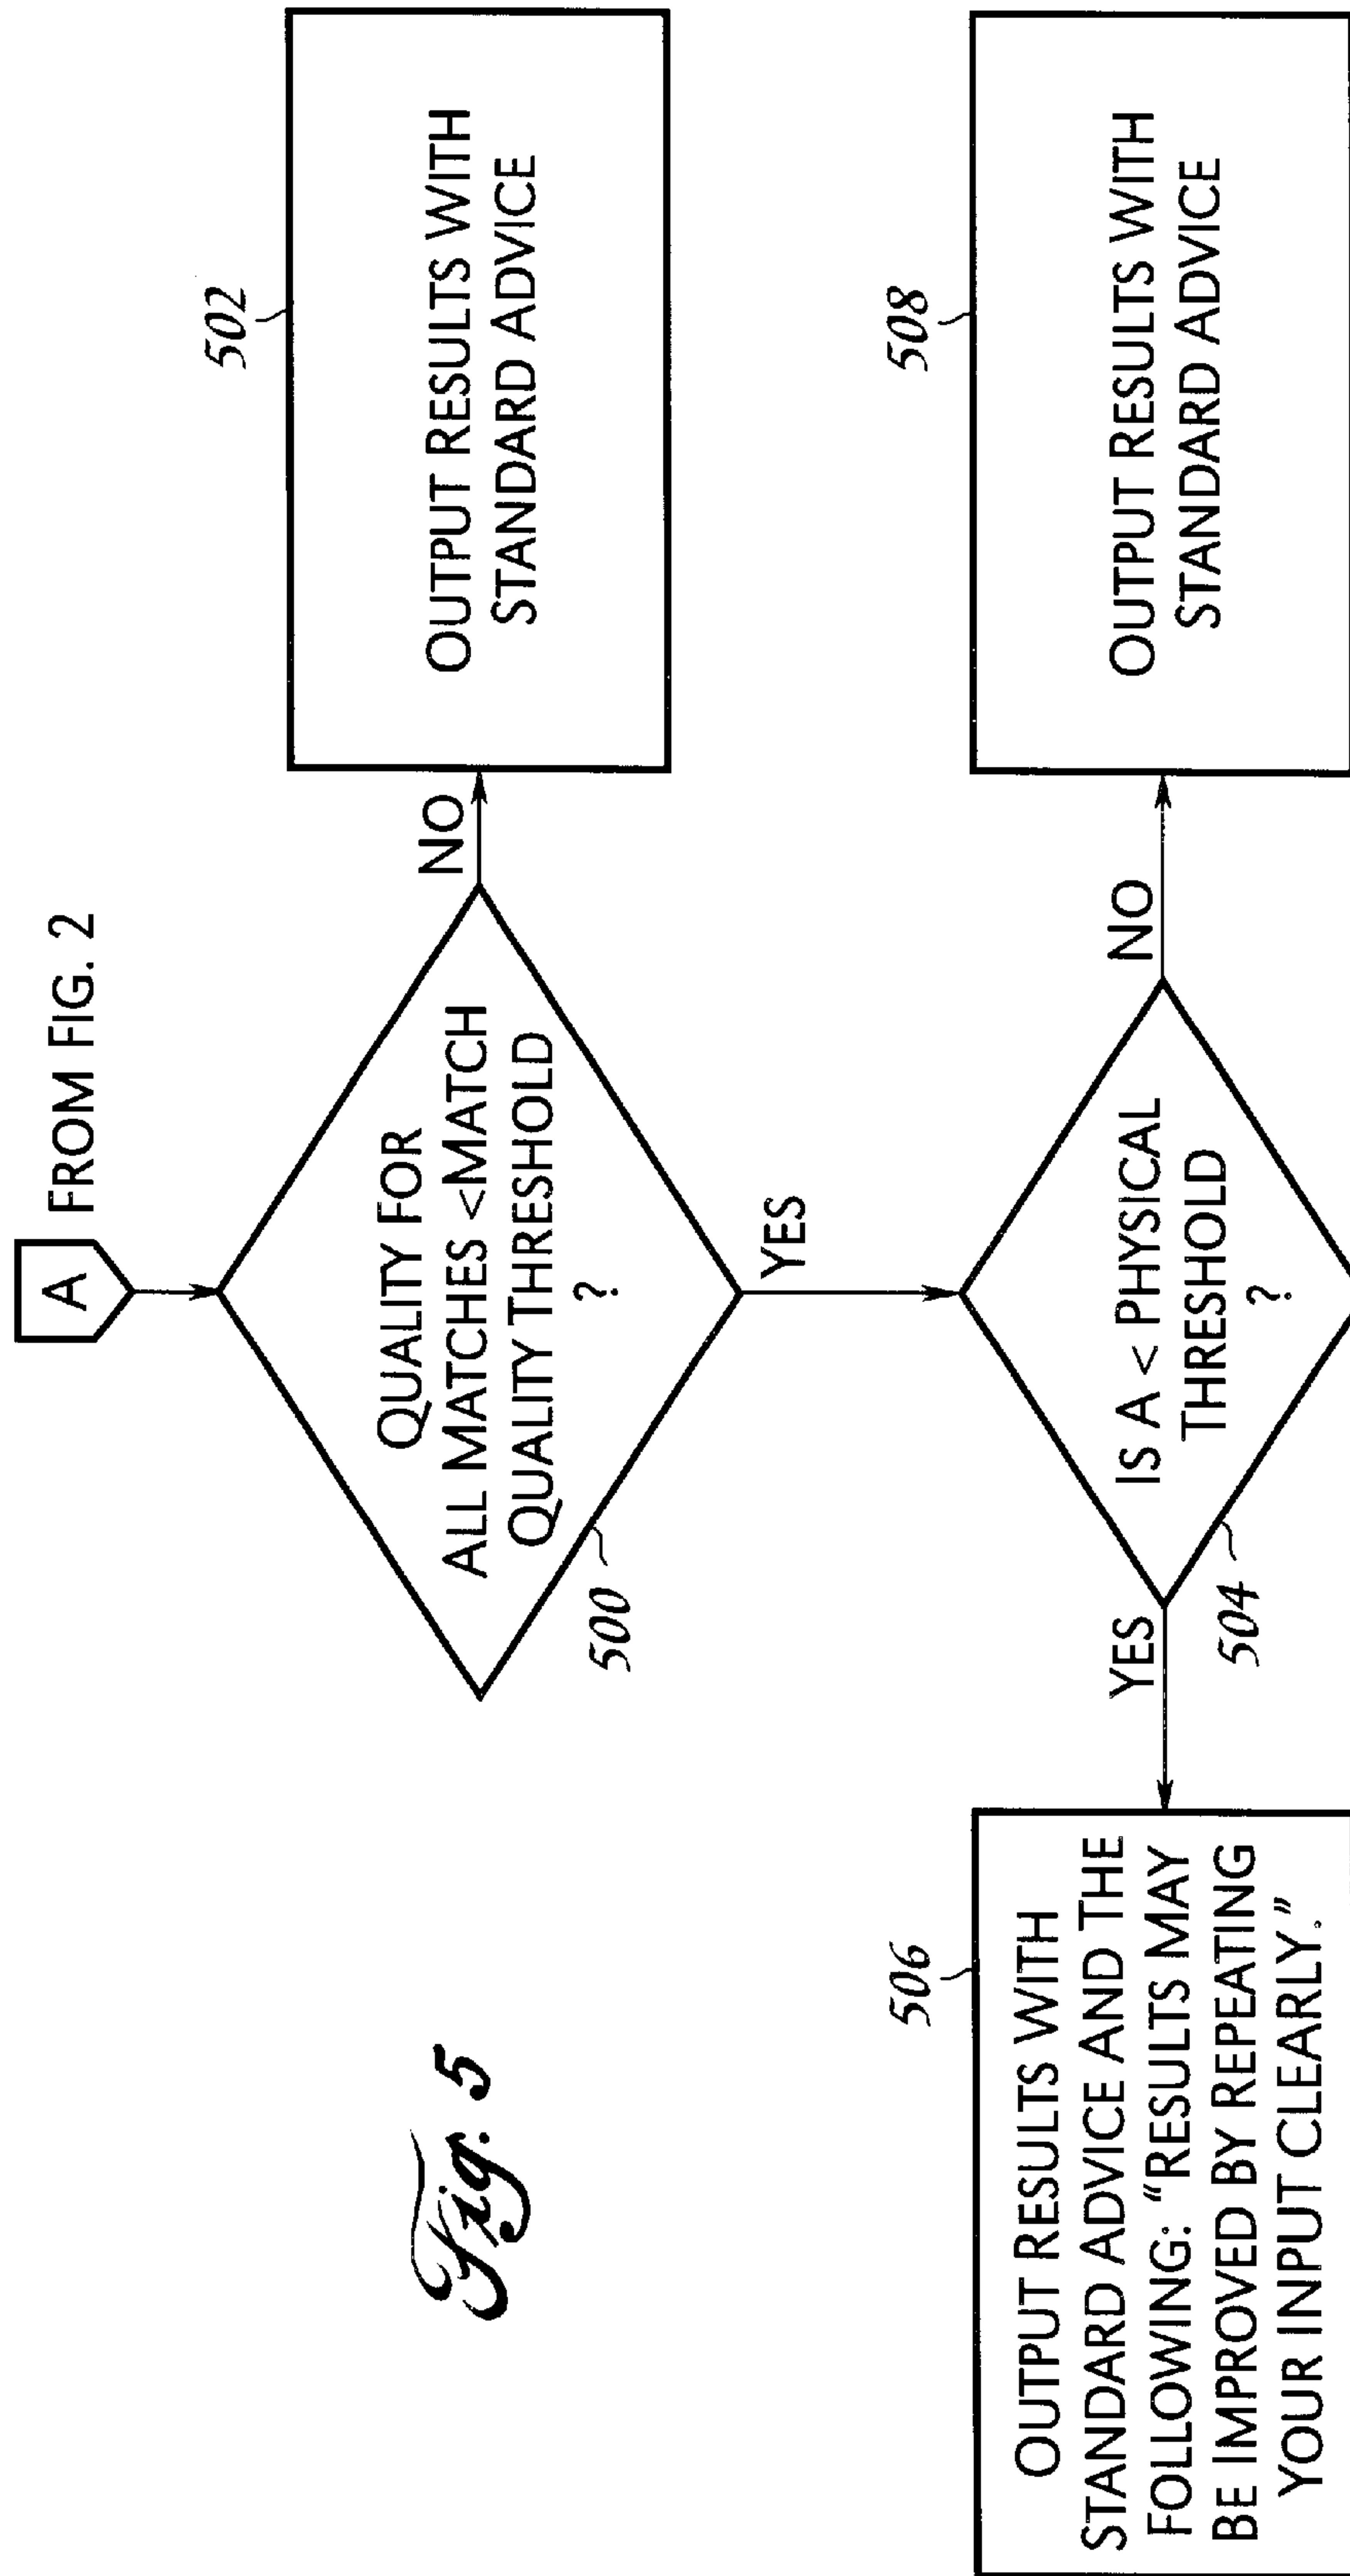 A FROM FIG. 2
QUALITY FOR
ALL MATCHES <MATCH
QUALITY THRESHOLD
?
500
NO
502
OUTPUT RESULTS WITH
STANDARD ADVICE
YES
IS A < PHYSICAL
THRESHOLD
?
504
NO
508
OUTPUT RESULTS WITH
STANDARD ADVICE
YES
506
OUTPUT RESULTS WITH
STANDARD ADVICE AND THE
FOLLOWING: “RESULTS MAY
BE IMPROVED BY REPEATING
YOUR INPUT CLEARLY.”
Fig. 5